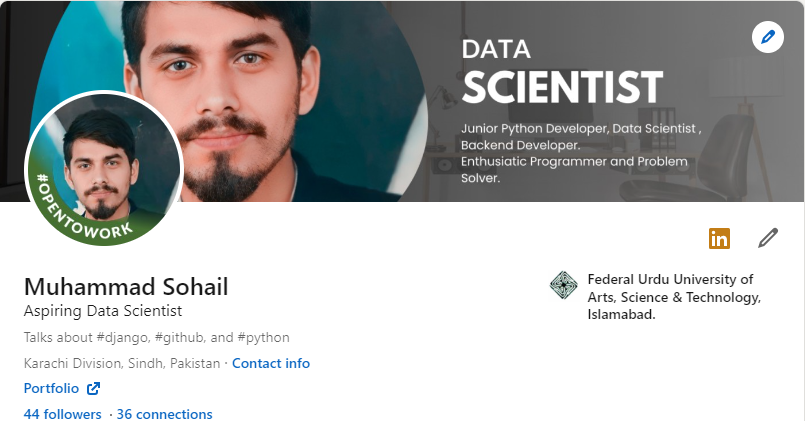 DATA
SCIENTIST
Junior Python Developer, Data Scientist ,
Backend Developer.
Enthusiatic Programmer and Problem
Solver.
#OPENTOWORK
in
Muhammad Sohail
Aspiring Data Scientist
Talks about #django, #github, and #python
Karachi Division, Sindh, Pakistan · Contact info
Portfolio
44 followers · 36 connections
Federal Urdu University of
Arts, Science & Technology,
Islamabad.